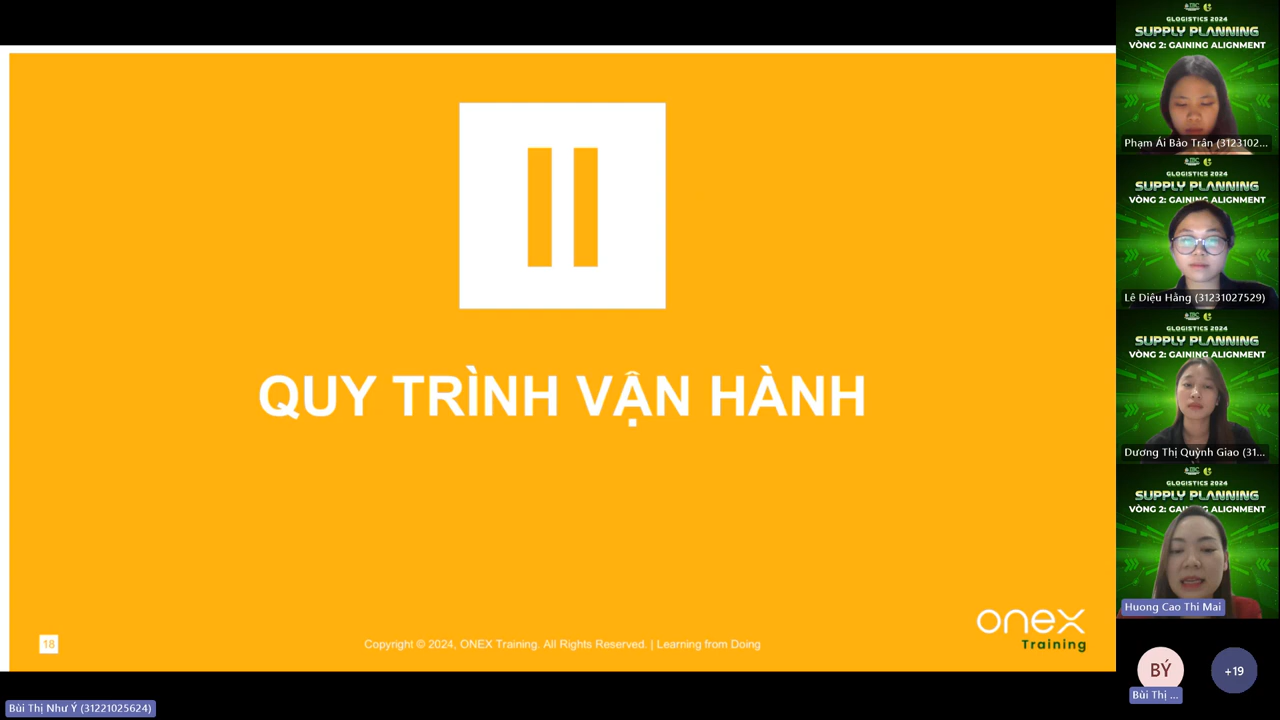 II
QUY TRÌNH VẬN HÀNH
18
Copyright © 2024, ONEX Training. All Rights Reserved. | Learning from Doing
onex
Training
Bùi Thị Như Ý (31221025624)
GLOGISTICS 2024
SUPPLY PLANNING
VÒNG 2: GAINING ALIGNMENT
Phạm Ái Bảo Trân (3123102...
GLOGISTICS 2024
SUPPLY PLANNING
VÒNG 2: GAINING ALIGNMENT
Lê Diệu Hằng (31231027529)
GLOGISTICS 2024
SUPPLY PLANNING
VÒNG 2: GAINING ALIGNMENT
Dương Thị Quỳnh Giao (31...
GLOGISTICS 2024
SUPPLY PLANNING
VÒNG 2: GAINING ALIGNMENT
Huong Cao Thi Mai
BÝ
Bùi Thị ...
+19